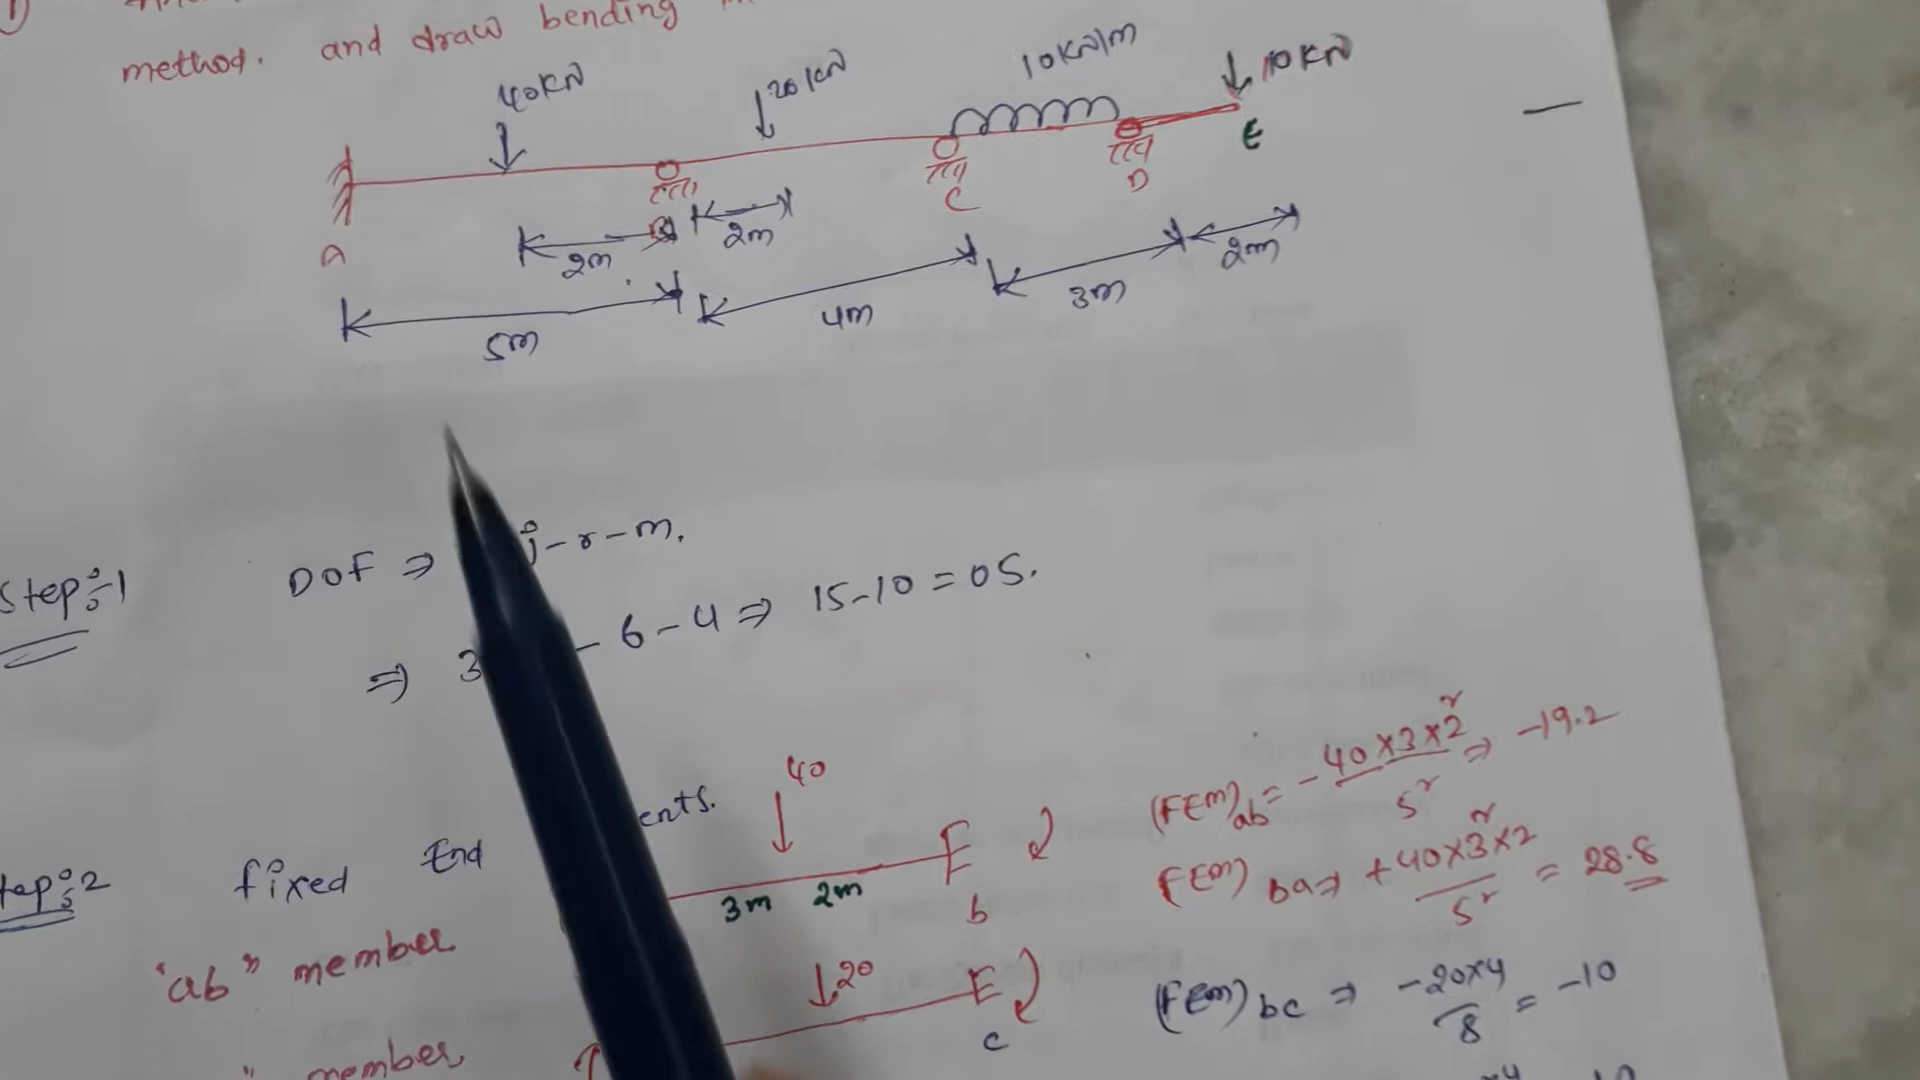 1)
method. and draw bending
40KN
20KN
10KN/m
10KN
A
B
C
D
E
2m
2m
5m
4m
3m
2m
Step:-1
DOF ⇒ j-r-m.
⇒ 3 - 6 - 4 ⇒ 15-10 = 05.
Step:2 fixed End ents.
"ab" member
40
3m 2m
b
(FEM)ab = - 40×3×2² / 5² ⇒ -19.2
FEM) ba ⇒ + 40×3²×2 / 5² = 28.8
" member
20
c
(FEM) bc ⇒ -20×4 / 8 = -10